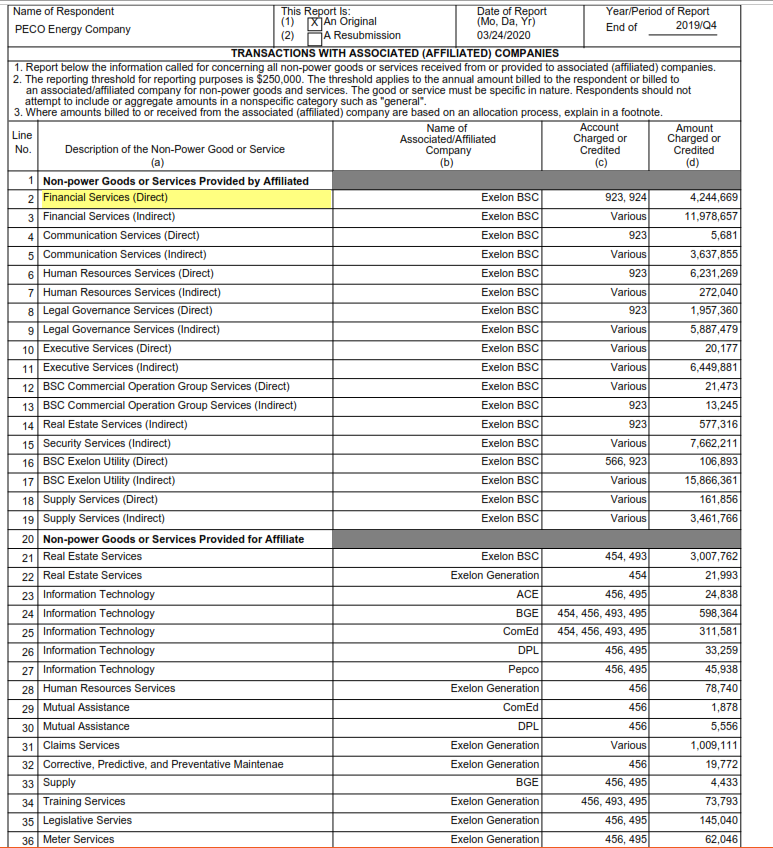 Name of Respondent
PECO Energy Company
This Report Is:
(1) X An Original
(2) A Resubmission
Date of Report
(Mo, Da, Yr)
03/24/2020
Year/Period of Report
End of 2019/Q4
TRANSACTIONS WITH ASSOCIATED (AFFILIATED) COMPANIES
1. Report below the information called for concerning all non-power goods or services received from or provided to associated (affiliated) companies.
2. The reporting threshold for reporting purposes is $250,000. The threshold applies to the annual amount billed to the respondent or billed to
an associated/affiliated company for non-power goods and services. The good or service must be specific in nature. Respondents should not
attempt to include or aggregate amounts in a nonspecific category such as "general".
3. Where amounts billed to or received from the associated (affiliated) company are based on an allocation process, explain in a footnote.
Line
No.
Description of the Non-Power Good or Service
(a)
Name of
Associated/Affiliated
Company
(b)
Account
Charged or
Credited
(c)
Amount
Charged or
Credited
(d)
1 Non-power Goods or Services Provided by Affiliated
2 Financial Services (Direct) Exelon BSC 923, 924 4,244,669
3 Financial Services (Indirect) Exelon BSC Various 11,978,657
4 Communication Services (Direct) Exelon BSC 923 5,681
5 Communication Services (Indirect) Exelon BSC Various 3,637,855
6 Human Resources Services (Direct) Exelon BSC 923 6,231,269
7 Human Resources Services (Indirect) Exelon BSC Various 272,040
8 Legal Governance Services (Direct) Exelon BSC 923 1,957,360
9 Legal Governance Services (Indirect) Exelon BSC Various 5,887,479
10 Executive Services (Direct) Exelon BSC Various 20,177
11 Executive Services (Indirect) Exelon BSC Various 6,449,881
12 BSC Commercial Operation Group Services (Direct) Exelon BSC Various 21,473
13 BSC Commercial Operation Group Services (Indirect) Exelon BSC 923 13,245
14 Real Estate Services (Indirect) Exelon BSC 923 577,316
15 Security Services (Indirect) Exelon BSC Various 7,662,211
16 BSC Exelon Utility (Direct) Exelon BSC 566, 923 106,893
17 BSC Exelon Utility (Indirect) Exelon BSC Various 15,866,361
18 Supply Services (Direct) Exelon BSC Various 161,856
19 Supply Services (Indirect) Exelon BSC Various 3,461,766
20 Non-power Goods or Services Provided for Affiliate
21 Real Estate Services Exelon BSC 454, 493 3,007,762
22 Real Estate Services Exelon Generation 454 21,993
23 Information Technology ACE 456, 495 24,838
24 Information Technology BGE 454, 456, 493, 495 598,364
25 Information Technology ComEd 454, 456, 493, 495 311,581
26 Information Technology DPL 456, 495 33,259
27 Information Technology Pepco 456, 495 45,938
28 Human Resources Services Exelon Generation 456 78,740
29 Mutual Assistance ComEd 456 1,878
30 Mutual Assistance DPL 456 5,556
31 Claims Services Exelon Generation Various 1,009,111
32 Corrective, Predictive, and Preventative Maintenae Exelon Generation 456 19,772
33 Supply BGE 456, 495 4,433
34 Training Services Exelon Generation 456, 493, 495 73,793
35 Legislative Servies Exelon Generation 456, 495 145,040
36 Meter Services Exelon Generation 456, 495 62,046